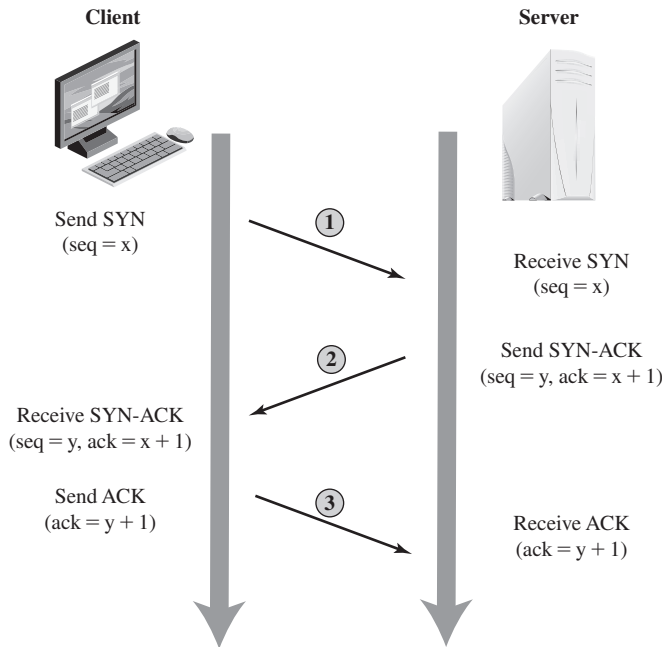 Client
Server
Send SYN
(seq = x)
1
Receive SYN
(seq = x)
2
Send SYN-ACK
(seq = y, ack = x + 1)
Receive SYN-ACK
(seq = y, ack = x + 1)
Send ACK
(ack = y + 1)
3
Receive ACK
(ack = y + 1)